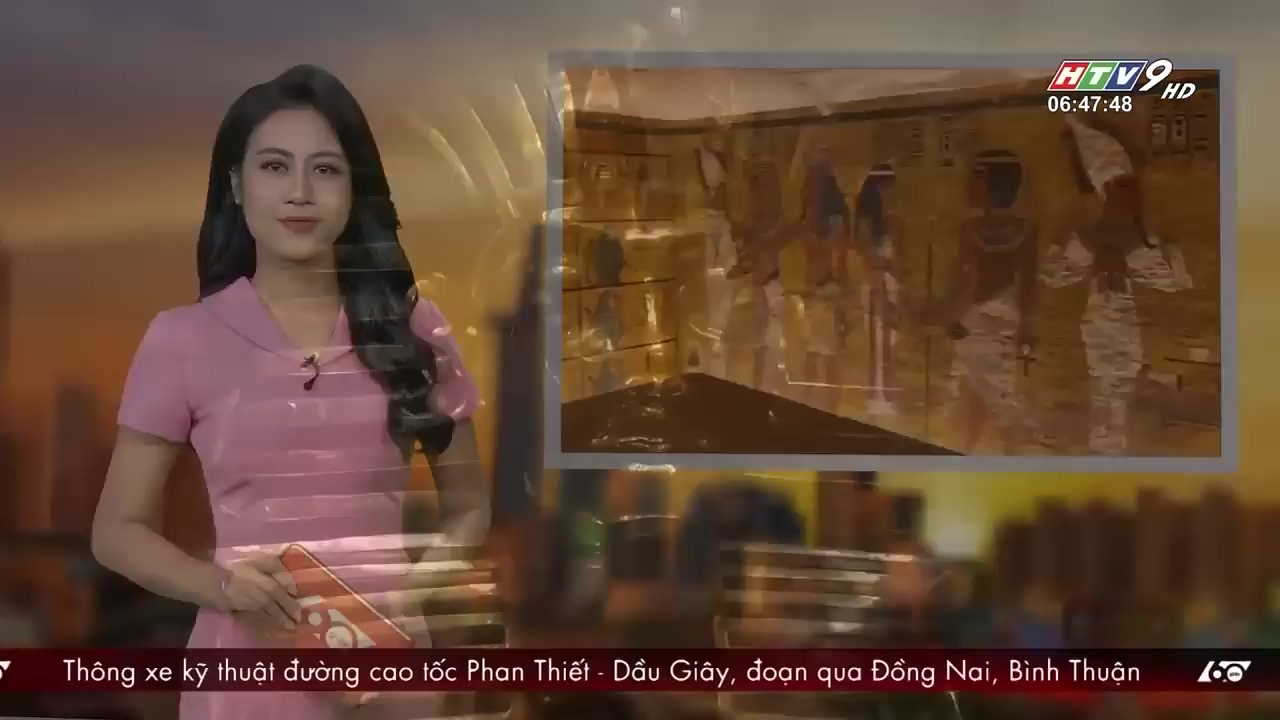 HTV9 HD
06:47:48
Thông xe kỹ thuật đường cao tốc Phan Thiết - Dầu Giây, đoạn qua Đồng Nai, Bình Thuận
60